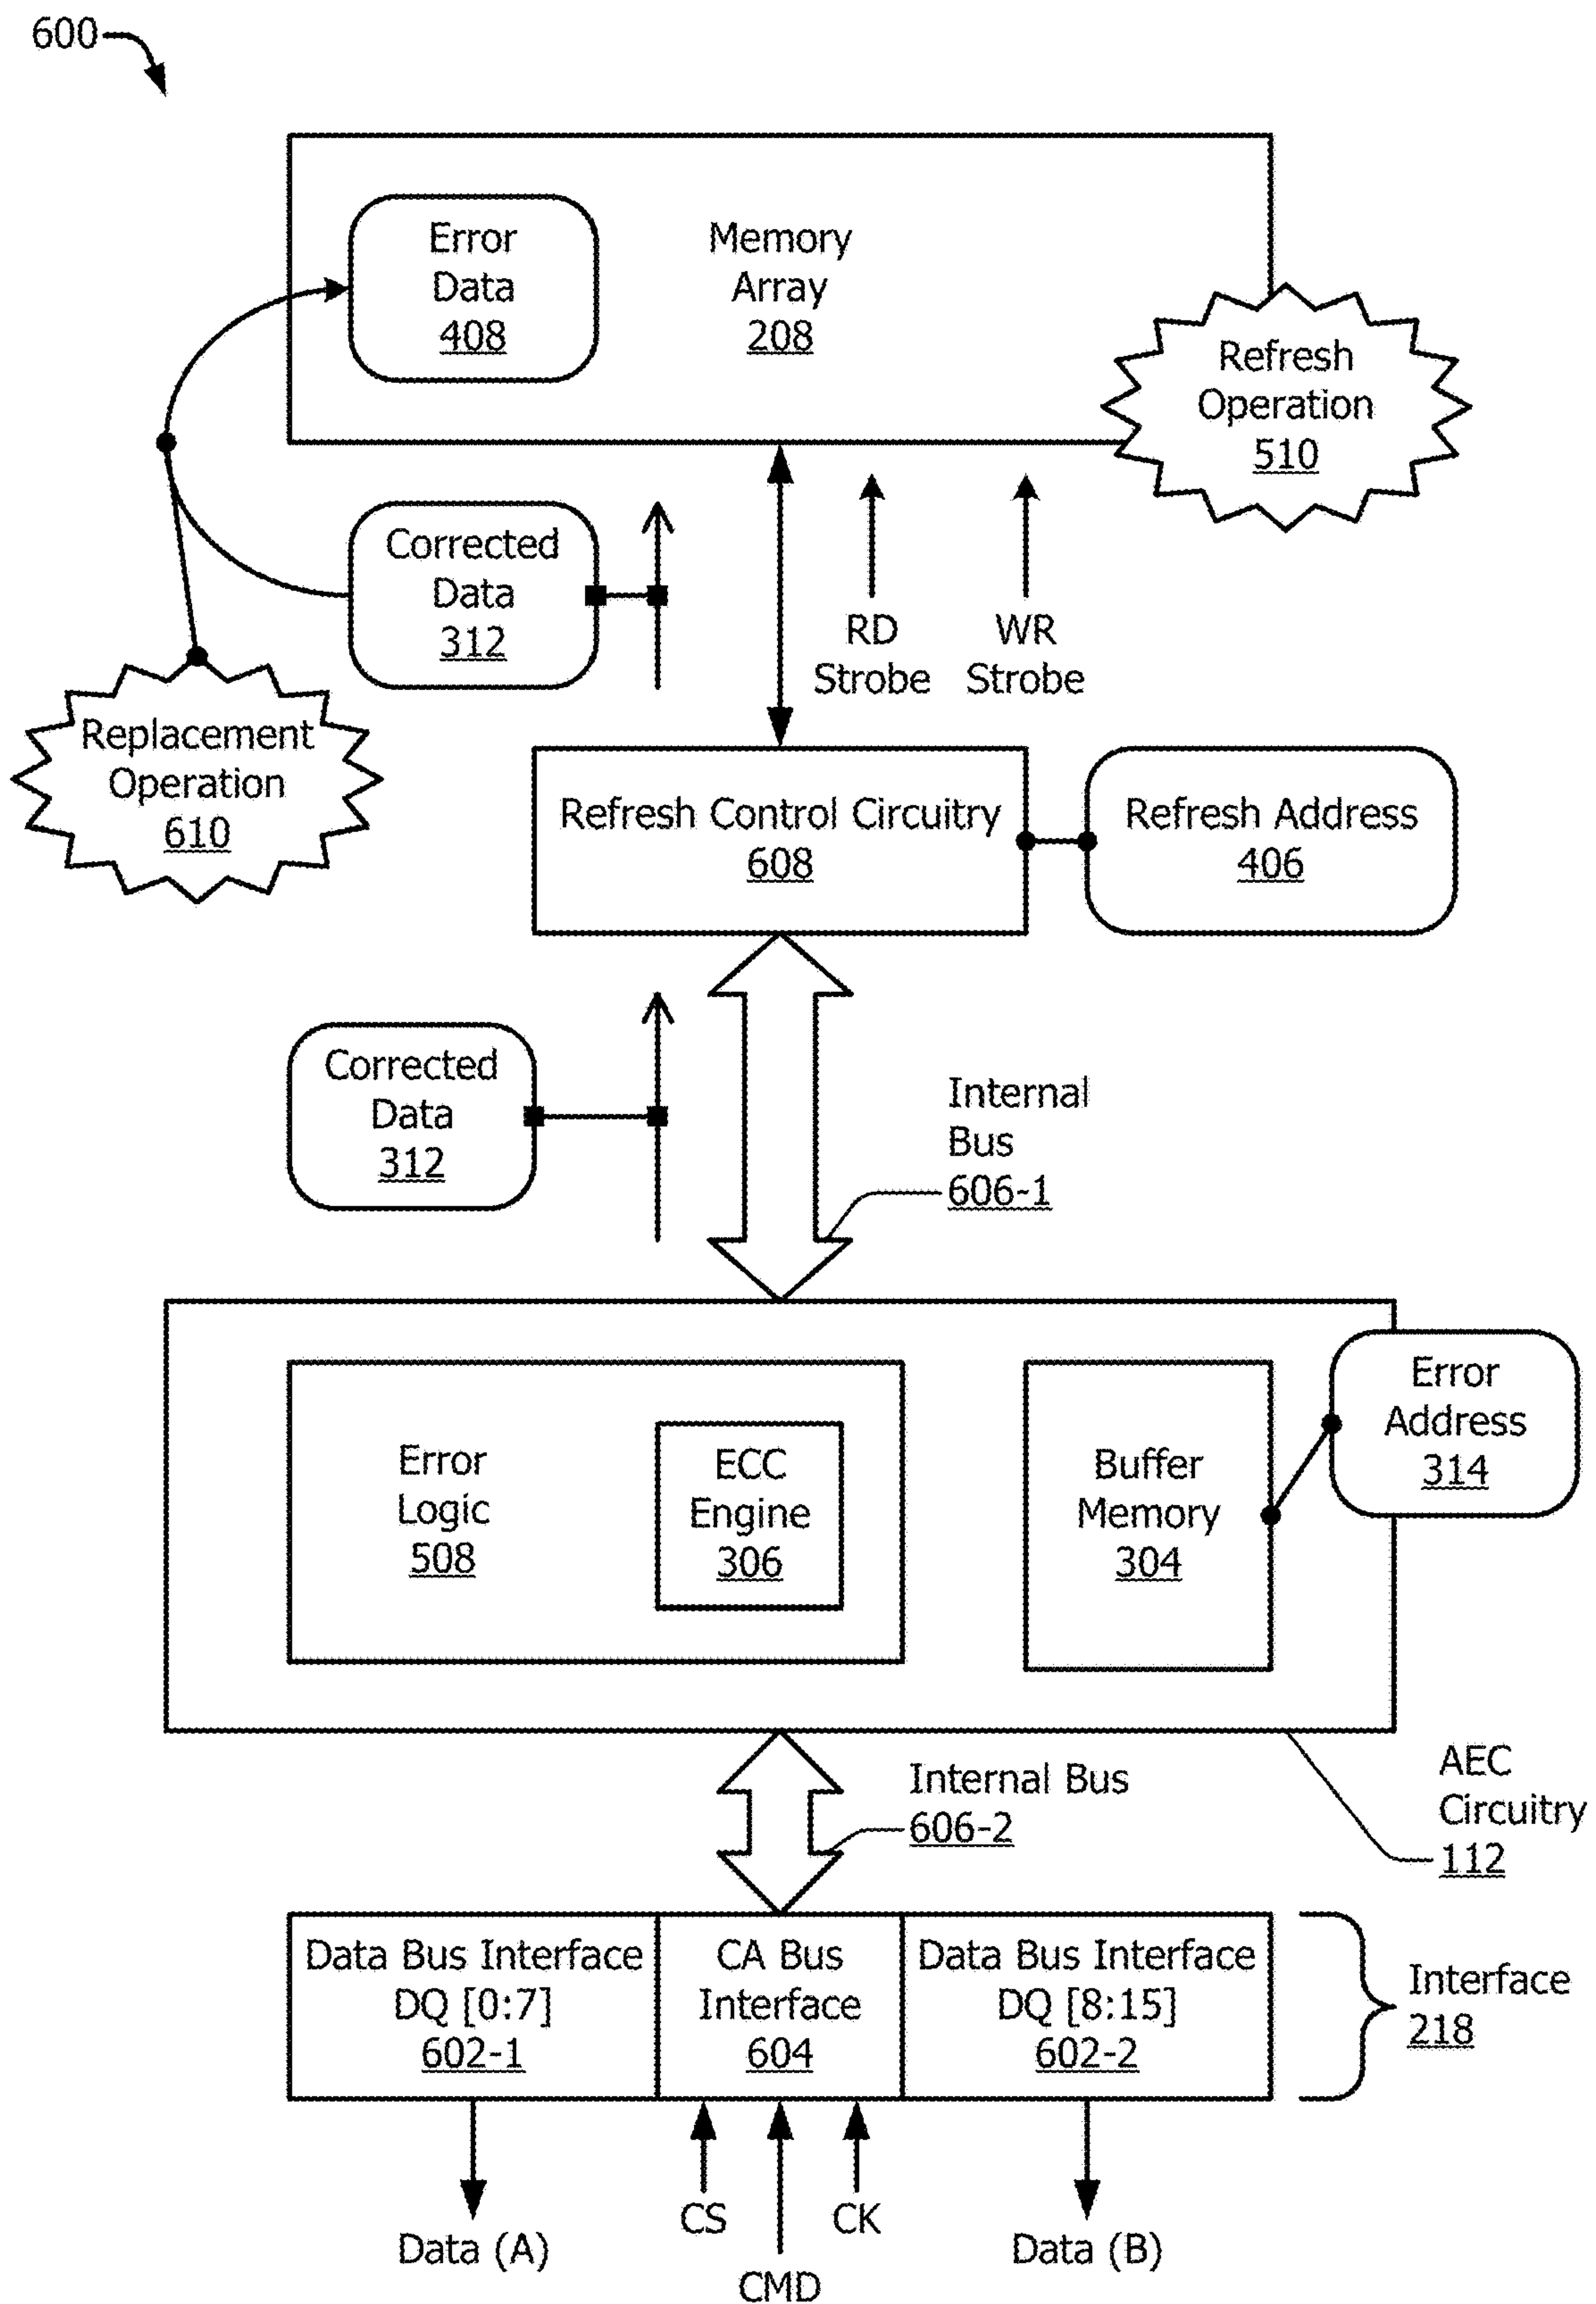 600
Error
Data
408
Memory
Array
208
Refresh
Operation
510
Corrected
Data
312
RD
Strobe
WR
Strobe
Replacement
Operation
610
Refresh Control Circuitry
608
Refresh Address
406
Corrected
Data
312
Internal
Bus
606-1
Error
Logic
508
ECC
Engine
306
Buffer
Memory
304
Error
Address
314
Internal Bus
606-2
AEC
Circuitry
112
Data Bus Interface
DQ [0:7]
602-1
CA Bus
Interface
604
Data Bus Interface
DQ [8:15]
602-2
Interface
218
CS
CK
Data (A)
Data (B)
CMD